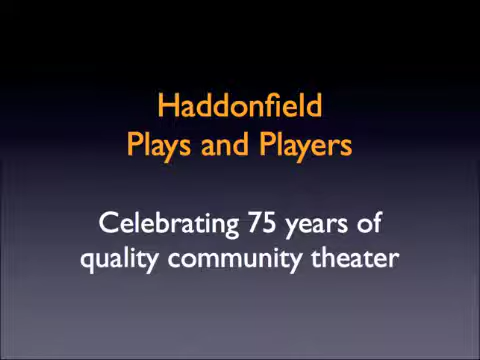 Haddonfield
Plays and Players
Celebrating 75 years of
quality community theater